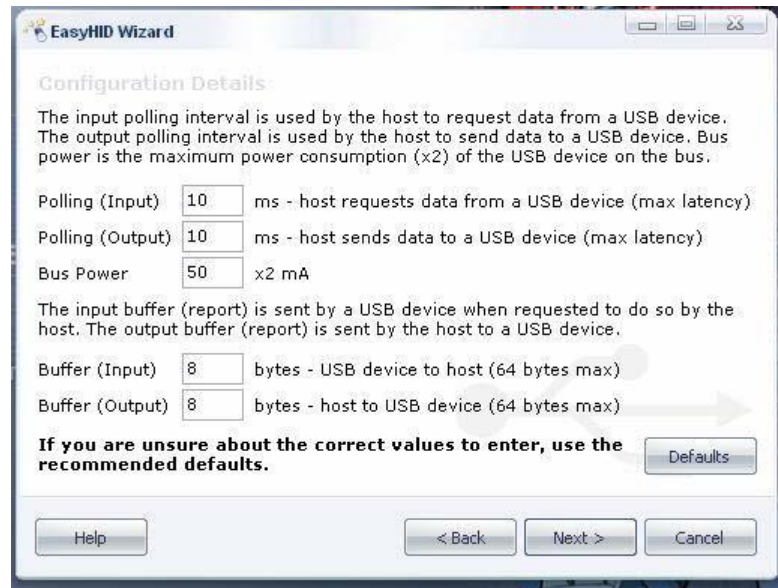 EasyHID Wizard
Configuration Details
The input polling interval is used by the host to request data from a USB device.
The output polling interval is used by the host to send data to a USB device. Bus
power is the maximum power consumption (x2) of the USB device on the bus.
Polling (Input) 10 ms - host requests data from a USB device (max latency)
Polling (Output) 10 ms - host sends data to a USB device (max latency)
Bus Power 50 x2 mA
The input buffer (report) is sent by a USB device when requested to do so by the
host. The output buffer (report) is sent by the host to a USB device.
Buffer (Input) 8 bytes - USB device to host (64 bytes max)
Buffer (Output) 8 bytes - host to USB device (64 bytes max)
If you are unsure about the correct values to enter, use the
recommended defaults.
Defaults
Help < Back Next > Cancel